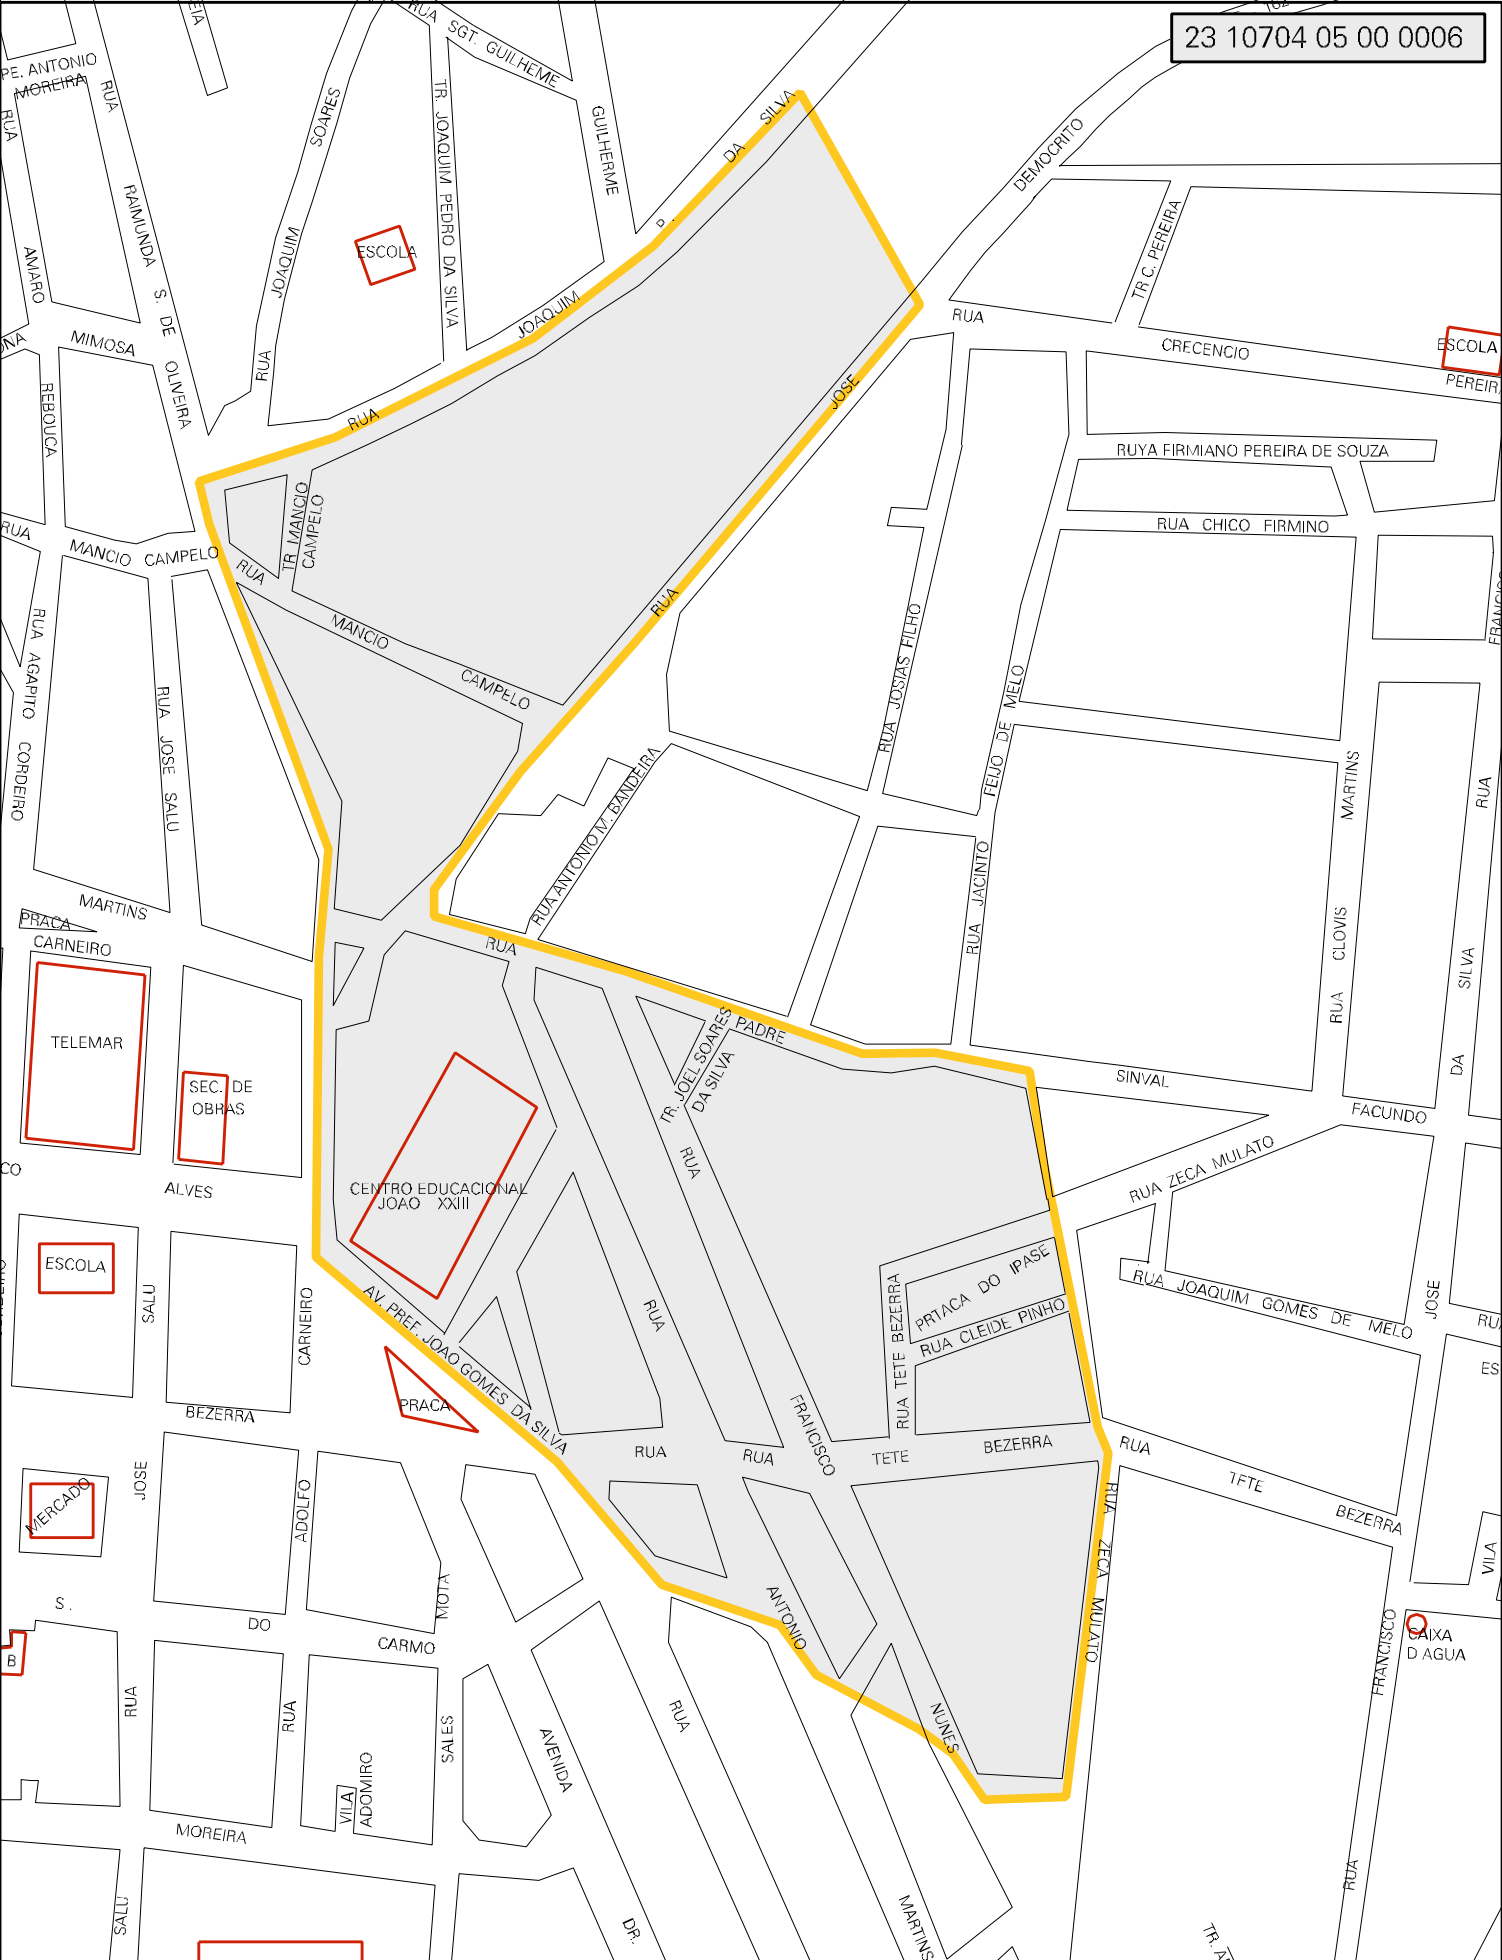 23 10704 05 00 0006
RUA SGT. GUILHEME
PE. ANTONIO
MOREIRA
RUA
RUA
SOARES
TR. JOAQUIM PEDRO DA SILVA
GUILHERME
DA SILVA
DEMOCRITO
RAIMUNDA S. DE OLIVEIRA
AMARO
JOAQUIM
ESCOLA
TR C. PEREIRA
JOAQUIM
RUA
CRECENCIO
ESCOLA
MIMOSA
RUA
PEREIRA
REBOUCA
RUA
JOSE
RUYA FIRMIANO PEREIRA DE SOUZA
RUA CHICO FIRMINO
TR MANCIO
CAMPELO
RUA
MANCIO CAMPELO
RUA
MANCIO
CAMPELO
RUA
RUA AGAPITO CORDEIRO
RUA JOSE SALU
RUA JOSIAS FILHO
FEIJO DE MELO
RUA JACINTO
RUA ANTONIO M. BANDEIRA
RUA CLOVIS MARTINS
RUA
SILVA
DA
MARTINS
PRACA
CARNEIRO
RUA
PADRE
SINVAL
FACUNDO
TELEMAR
SEC. DE
OBRAS
TR. JOEL SOARES
DA SILVA
RUA
CO
ALVES
CENTRO EDUCACIONAL
JOAO XXIII
RUA ZECA MULATO
ESCOLA
SALU
CARNEIRO
AV. PREF. JOAO GOMES DA SILVA
RUA
RUA TETE BEZERRA
PRTACA DO IPASE
RUA CLEIDE PINHO
RUA JOAQUIM GOMES DE MELO
JOSE
RUA
ES
PRACA
BEZERRA
RUA
RUA
FRANCISCO
TETE
BEZERRA
RUA
TETE
BEZERRA
MERCADO
JOSE
ADOLFO
RUA ZECA MULATO
VILA
S.
DO
CARMO
MOTA
ANTONIO
NUNES
FRANCISCO
CAIXA
D AGUA
B
RUA
RUA
SALES
AVENIDA
RUA
VILA
ADOMIRO
MOREIRA
RUA
SALU
DR.
MARTINS